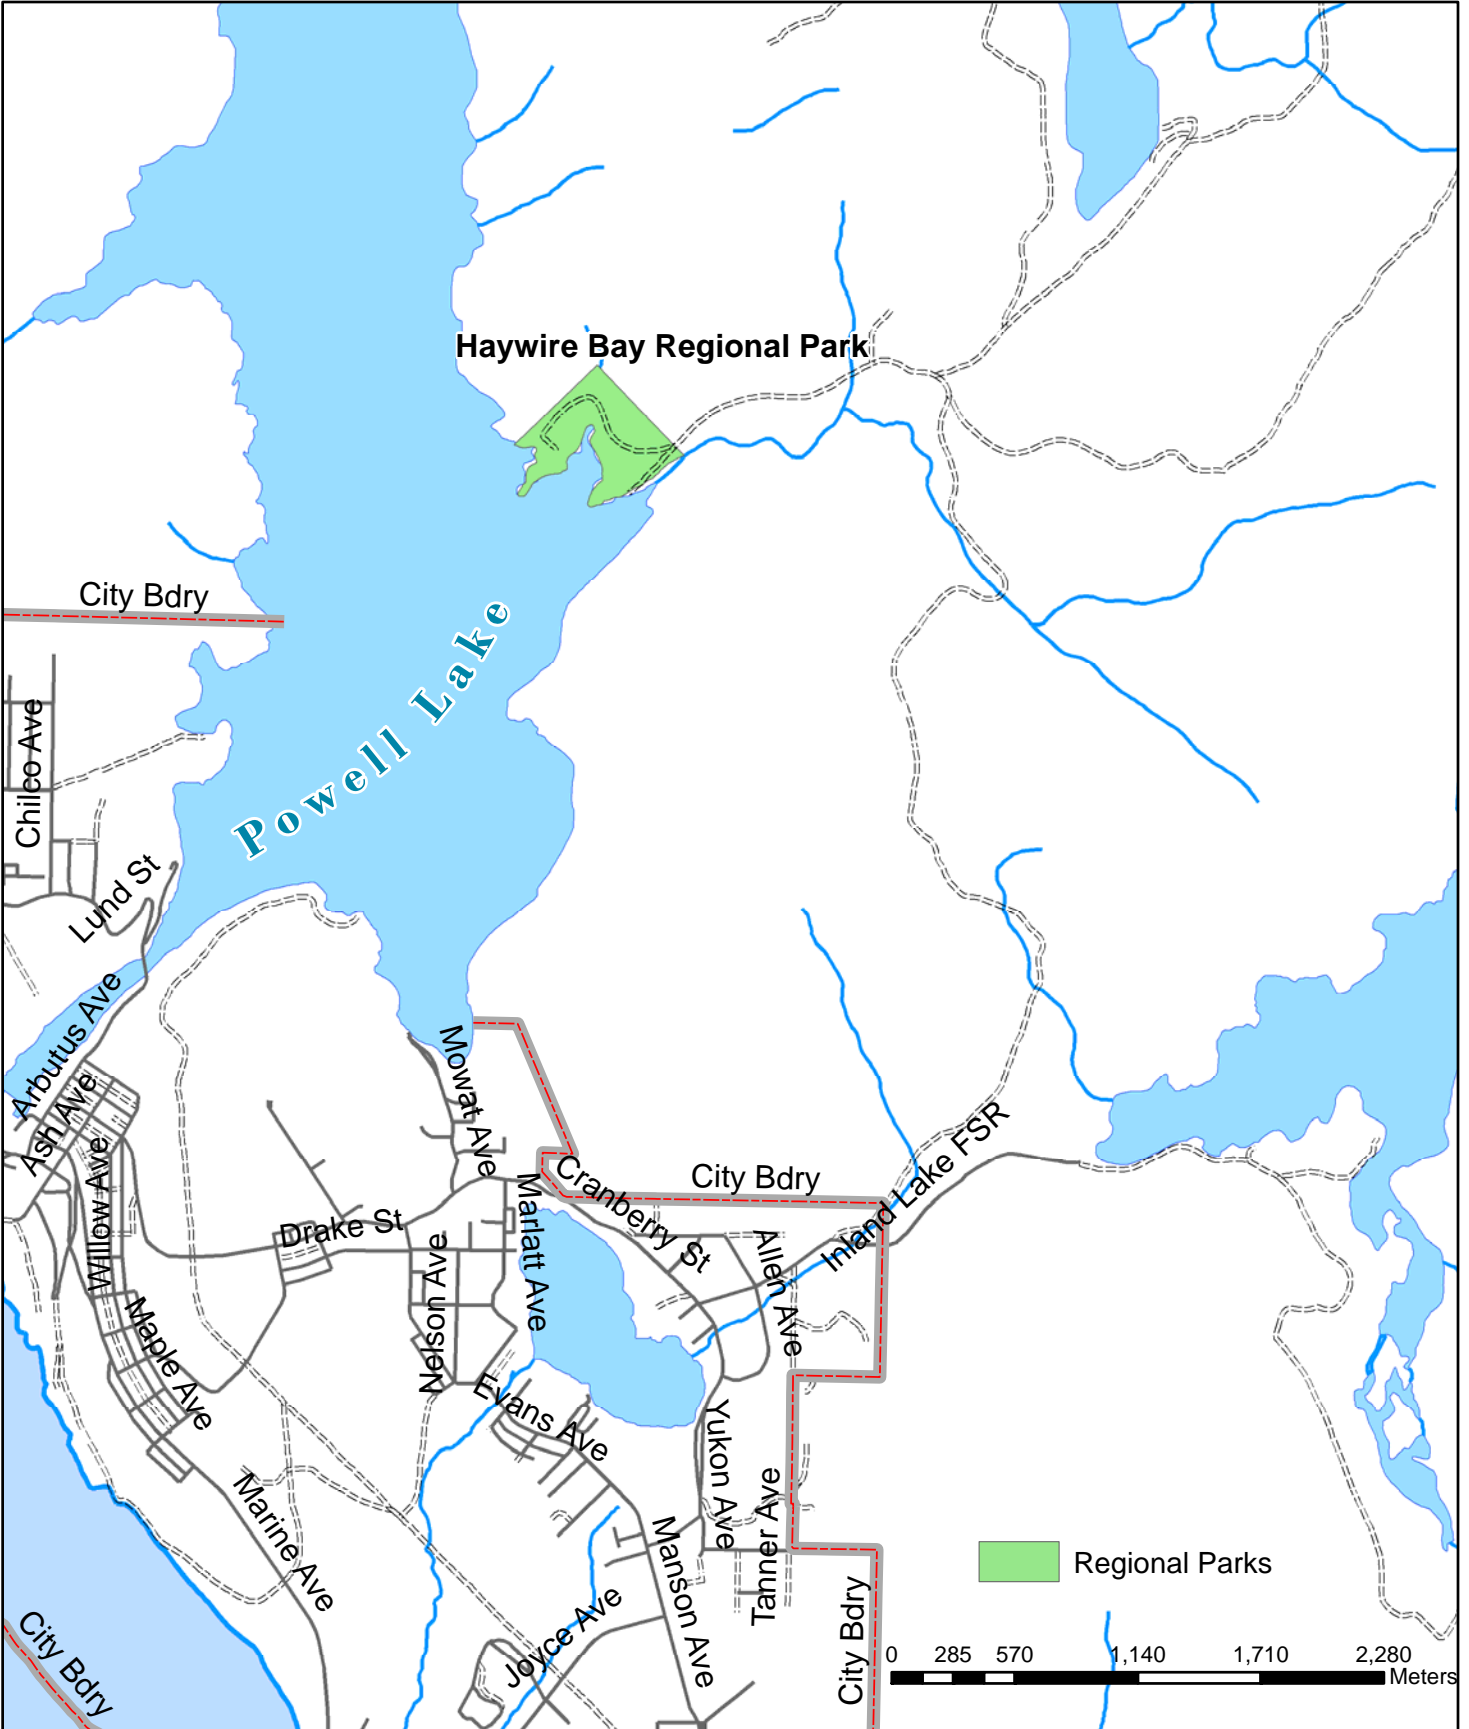 Haywire Bay Regional Park
City Bdry
Powell Lake
Chilco Ave
Lund St
Arbutus Ave
Ash Ave
Mowat Ave
Willow Ave
Drake St
Marlatt Ave
Cranberry St
City Bdry
Inland Lake FSR
Allen Ave
Nelson Ave
Maple Ave
Evans Ave
Yukon Ave
Marine Ave
Tanner Ave
Manson Ave
Joyce Ave
City Bdry
City Bdry
Regional Parks
0 285 570 1,140 1,710 2,280
Meters